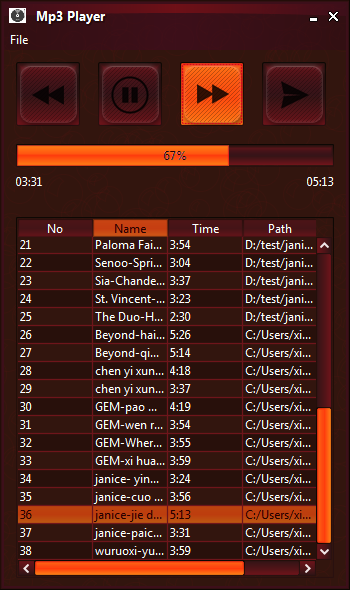 Mp3 Player
File
67%
03:31 05:13
No Name Time Path
21 Paloma Fai... 3:54 D:/test/jani...
22 Senoo-Spri... 3:04 D:/test/jani...
23 Sia-Chande... 3:37 D:/test/jani...
24 St. Vincent-... 3:23 D:/test/jani...
25 The Duo-H... 2:30 D:/test/jani...
26 Beyond-hai... 5:26 C:/Users/xi...
27 Beyond-qi... 5:14 C:/Users/xi...
28 chen yi xun... 4:18 C:/Users/xi...
29 chen yi xun... 3:37 C:/Users/xi...
30 GEM-pao ... 4:19 C:/Users/xi...
31 GEM-wen r... 3:54 C:/Users/xi...
32 GEM-Wher... 3:55 C:/Users/xi...
33 GEM-xi hua... 3:59 C:/Users/xi...
34 janice- yin... 3:24 C:/Users/xi...
35 janice-cuo ... 3:56 C:/Users/xi...
36 janice-jie d... 5:13 C:/Users/xi...
37 janice-paic... 3:31 C:/Users/xi...
38 wuruoxi-yu... 3:59 C:/Users/xi...